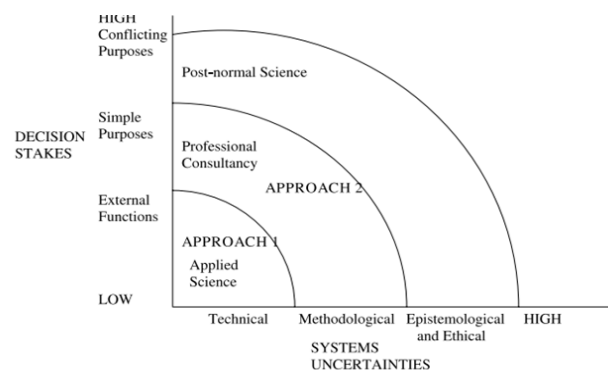 HIGH
Conflicting
Purposes
Post-normal Science
Simple
Purposes
DECISION
STAKES
Professional
Consultancy
APPROACH 2
External
Functions
APPROACH 1
Applied
Science
LOW
Technical
Methodological
Epistemological
and Ethical
HIGH
SYSTEMS
UNCERTAINTIES